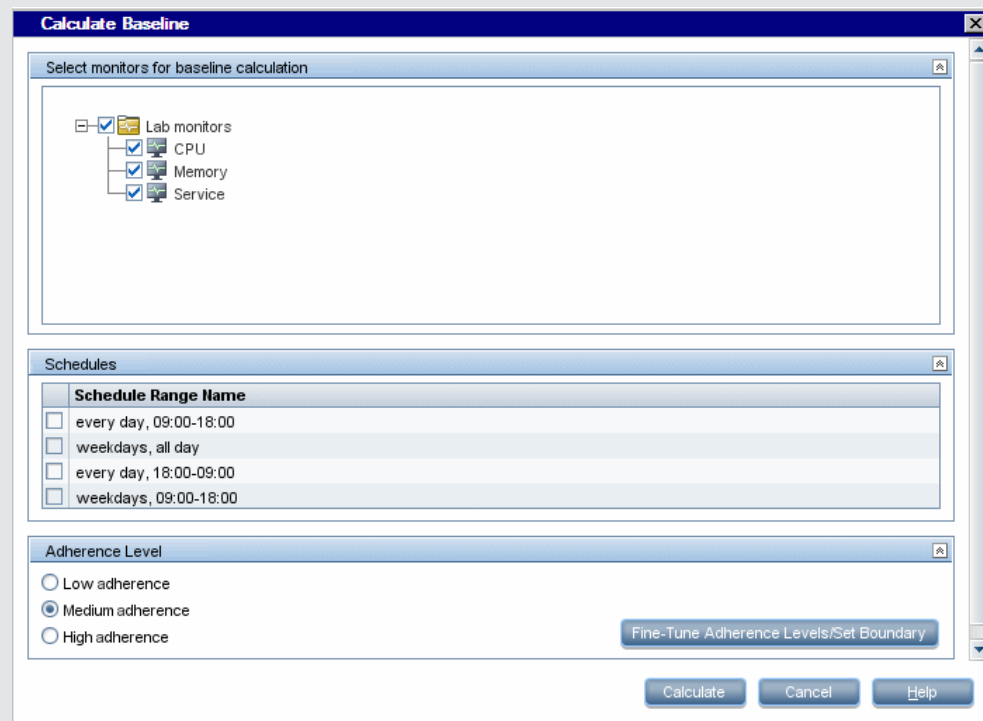 Calculate Baseline
Select monitors for baseline calculation
Lab monitors
CPU
Memory
Service
Schedules
Schedule Range Name
every day, 09:00-18:00
weekdays, all day
every day, 18:00-09:00
weekdays, 09:00-18:00
Adherence Level
Low adherence
Medium adherence
High adherence
Fine-Tune Adherence Levels/Set Boundary
Calculate Cancel Help